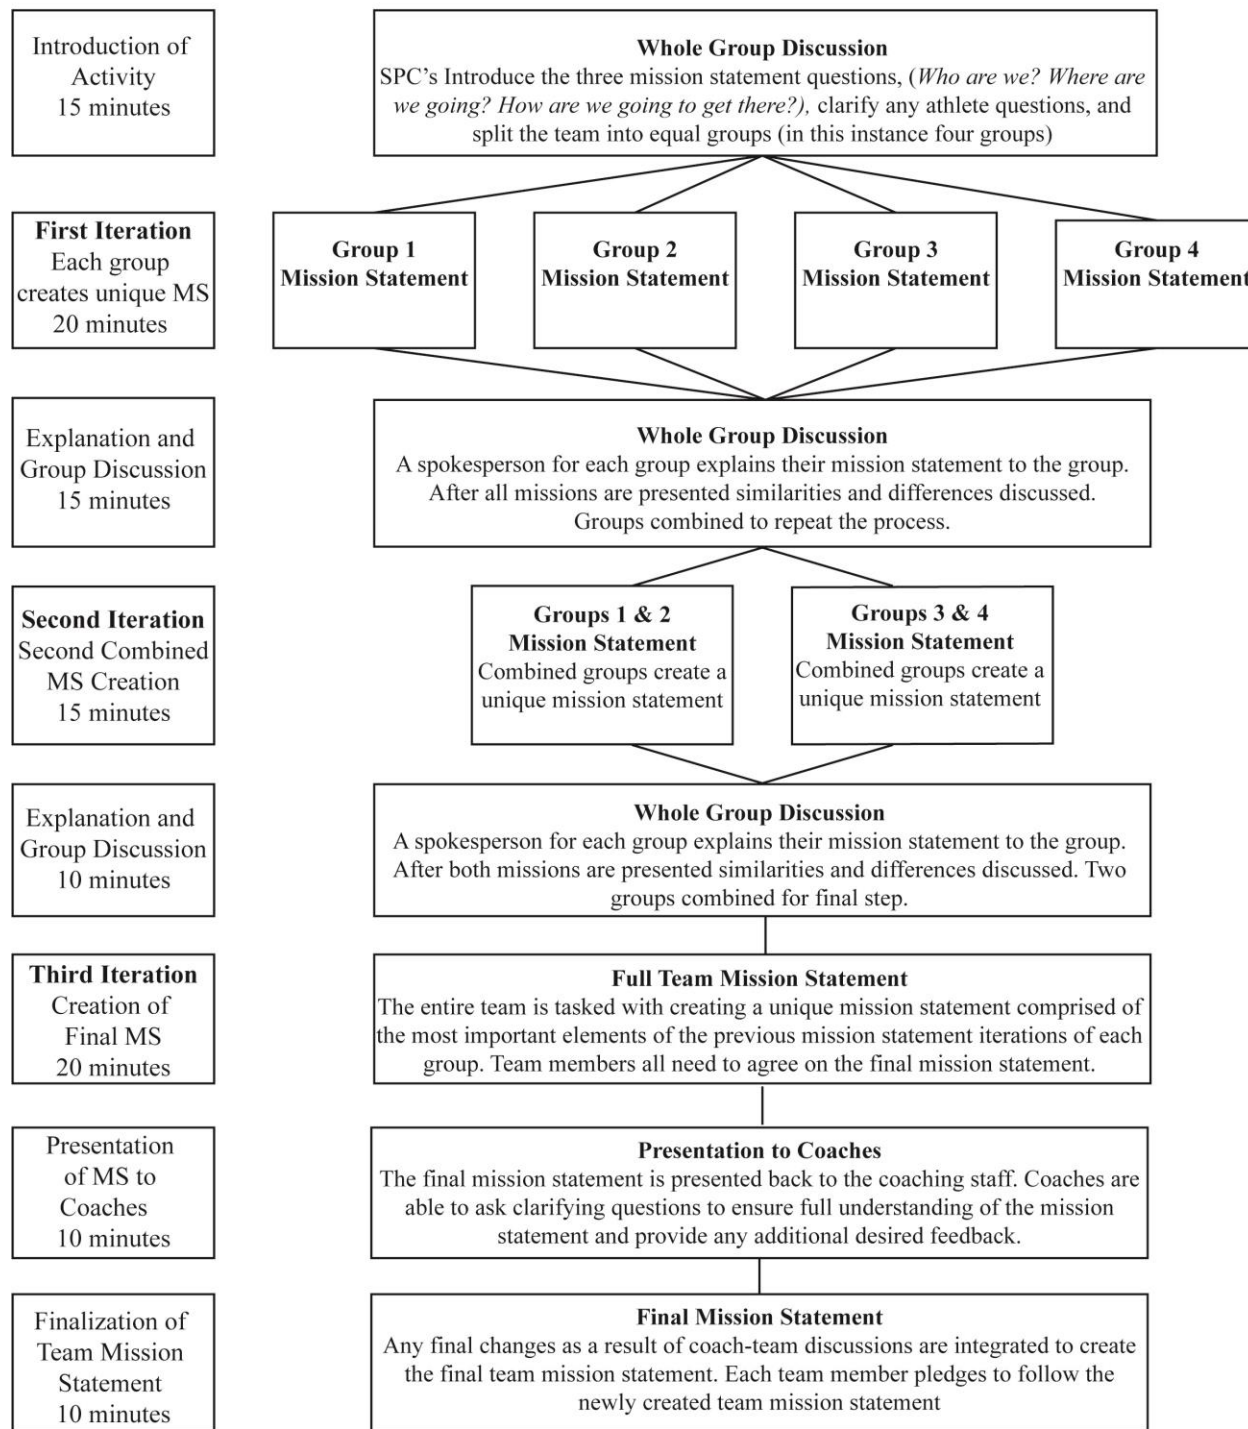 Introduction of
Activity
15 minutes
Whole Group Discussion
SPC's Introduce the three mission statement questions, (Who are we? Where are
we going? How are we going to get there?), clarify any athlete questions, and
split the team into equal groups (in this instance four groups)
First Iteration
Each group
creates unique MS
20 minutes
Group 1
Mission Statement
Group 2
Mission Statement
Group 3
Mission Statement
Group 4
Mission Statement
Explanation and
Group Discussion
15 minutes
Whole Group Discussion
A spokesperson for each group explains their mission statement to the group.
After all missions are presented similarities and differences discussed.
Groups combined to repeat the process.
Second Iteration
Second Combined
MS Creation
15 minutes
Groups 1 & 2
Mission Statement
Combined groups create a
unique mission statement
Groups 3 & 4
Mission Statement
Combined groups create a
unique mission statement
Explanation and
Group Discussion
10 minutes
Whole Group Discussion
A spokesperson for each group explains their mission statement to the group.
After both missions are presented similarities and differences discussed. Two
groups combined for final step.
Third Iteration
Creation of
Final MS
20 minutes
Full Team Mission Statement
The entire team is tasked with creating a unique mission statement comprised of
the most important elements of the previous mission statement iterations of each
group. Team members all need to agree on the final mission statement.
Presentation
of MS to
Coaches
10 minutes
Presentation to Coaches
The final mission statement is presented back to the coaching staff. Coaches are
able to ask clarifying questions to ensure full understanding of the mission
statement and provide any additional desired feedback.
Finalization of
Team Mission
Statement
10 minutes
Final Mission Statement
Any final changes as a result of coach-team discussions are integrated to create
the final team mission statement. Each team member pledges to follow the
newly created team mission statement